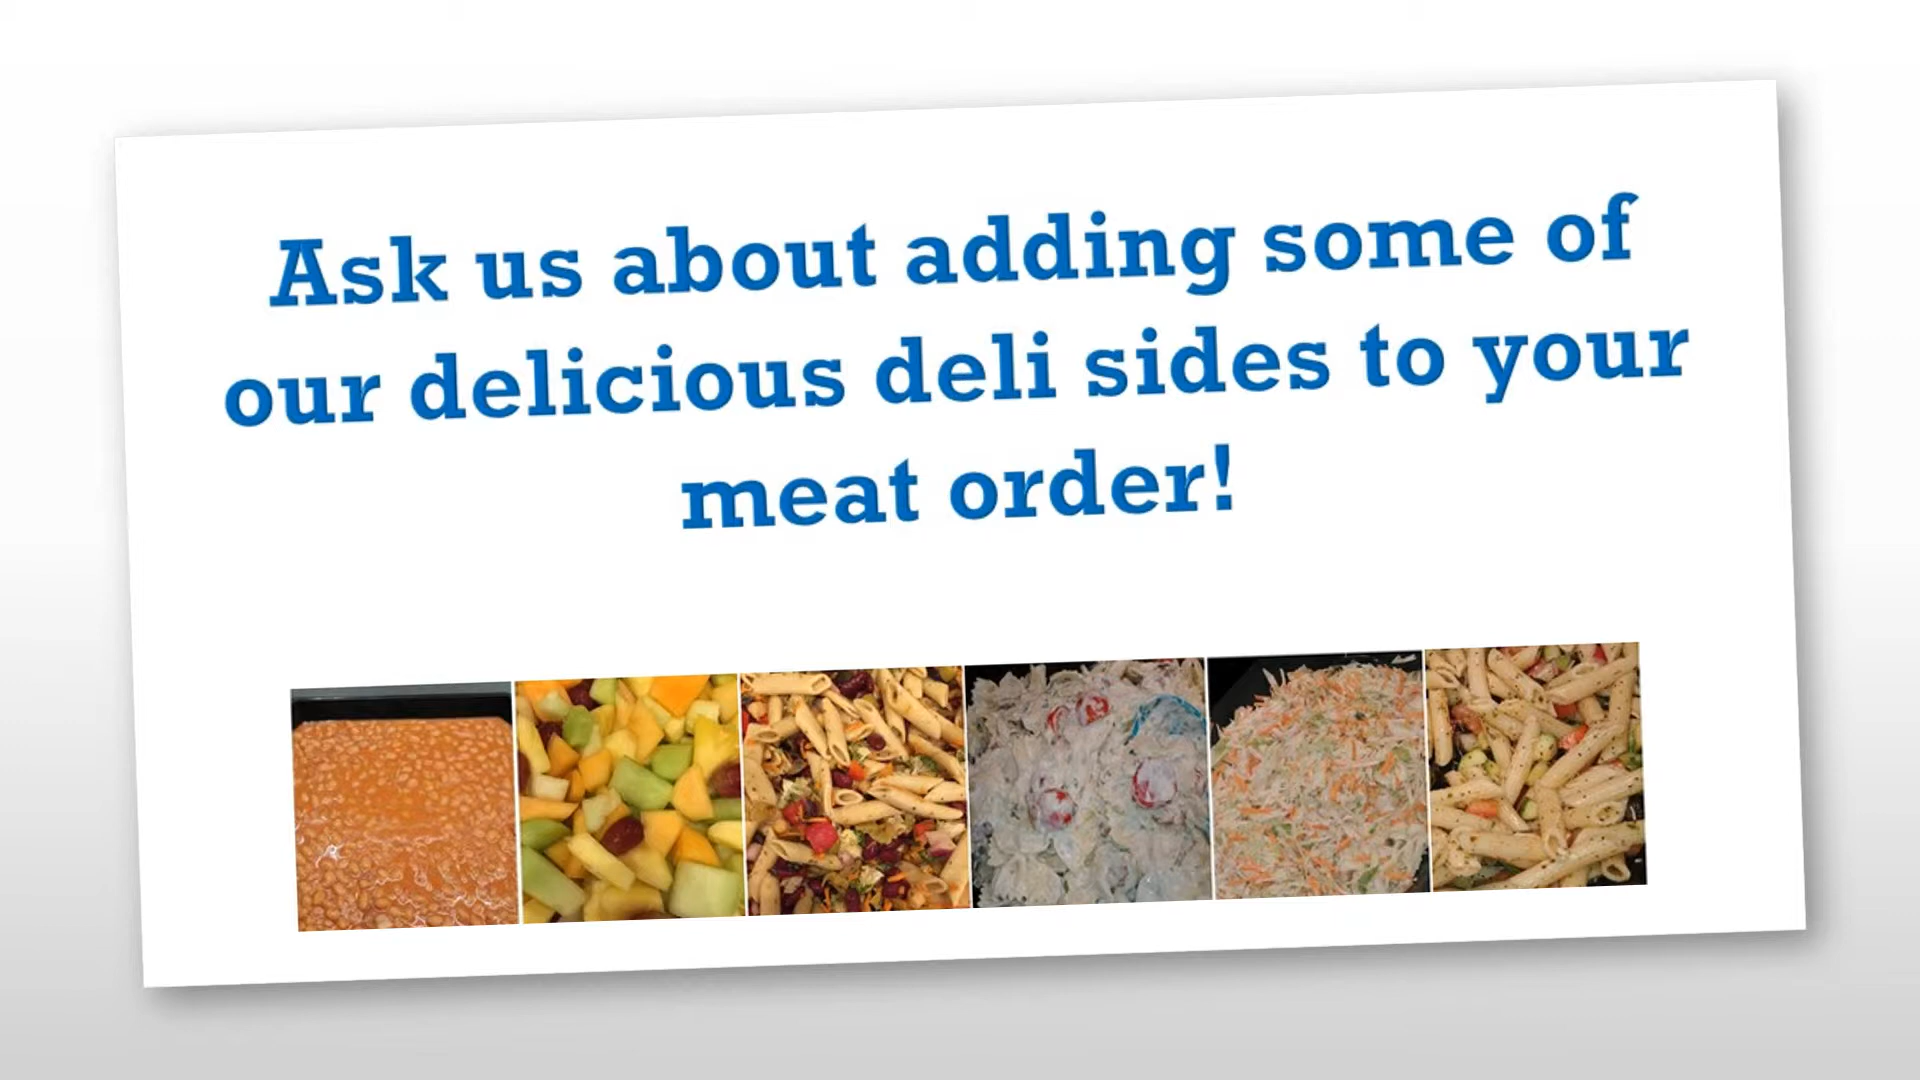 Ask us about adding some of
our delicious deli sides to your
meat order!